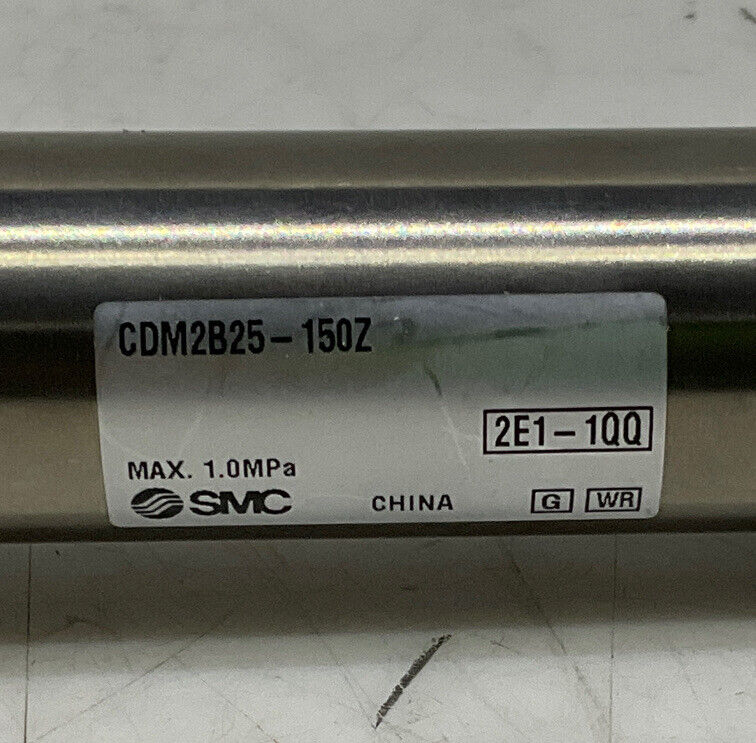 CDM2B25-150Z
2E1-1QQ
MAX. 1.0MPa
SMC CHINA G WR